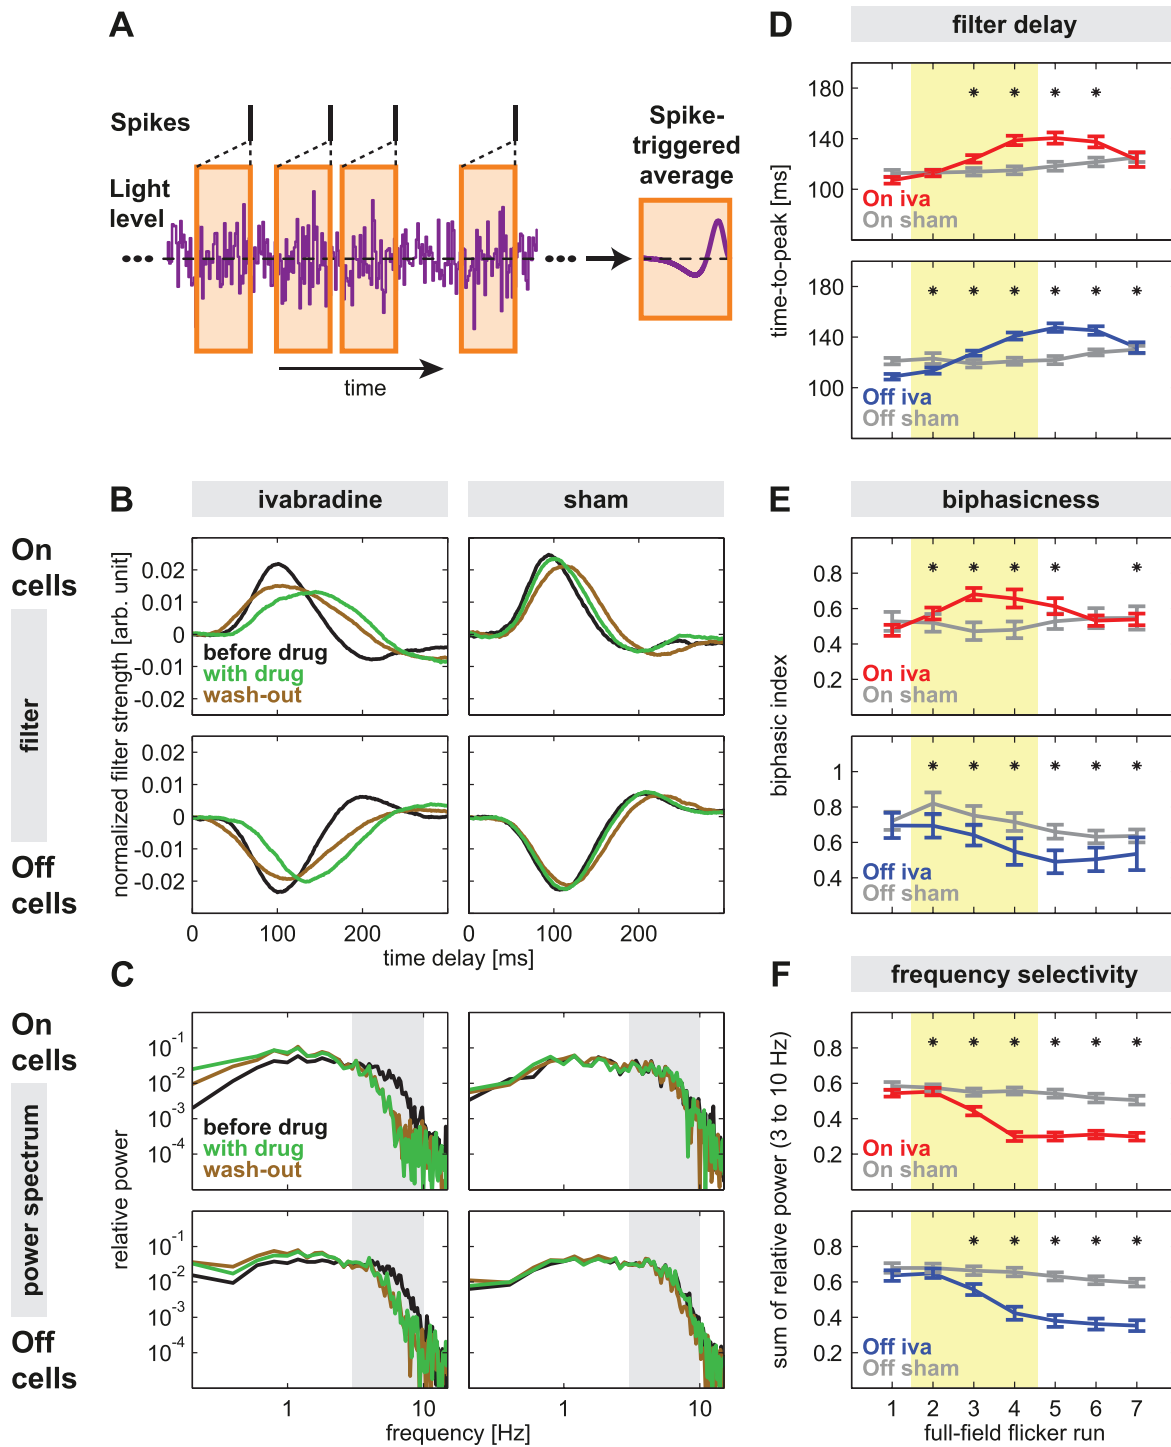 A
Spikes
Light
level
time
Spike-
triggered
average
B
ivabradine
sham
On
cells
filter
Off
cells
normalized filter strength [arb. unit]
0.02
0.01
0
-0.01
-0.02
before drug
with drug
wash-out
0.02
0.01
0
-0.01
-0.02
0
100
200
0
100
200
time delay [ms]
C
On
cells
power spectrum
Off
cells
relative power
10-1
10-2
10-3
10-4
before drug
with drug
wash-out
10-1
10-2
10-3
10-4
1
10
1
10
frequency [Hz]
D
filter delay
time-to-peak [ms]
180
140
100
On iva
On sham
180
140
100
Off iva
Off sham
E
biphasicness
biphasic index
0.8
0.6
0.4
0.2
On iva
On sham
1
0.8
0.6
0.4
Off iva
Off sham
F
frequency selectivity
sum of relative power (3 to 10 Hz)
0.8
0.6
0.4
0.2
On iva
On sham
0.8
0.6
0.4
0.2
Off iva
Off sham
1 2 3 4 5 6 7
full-field flicker run